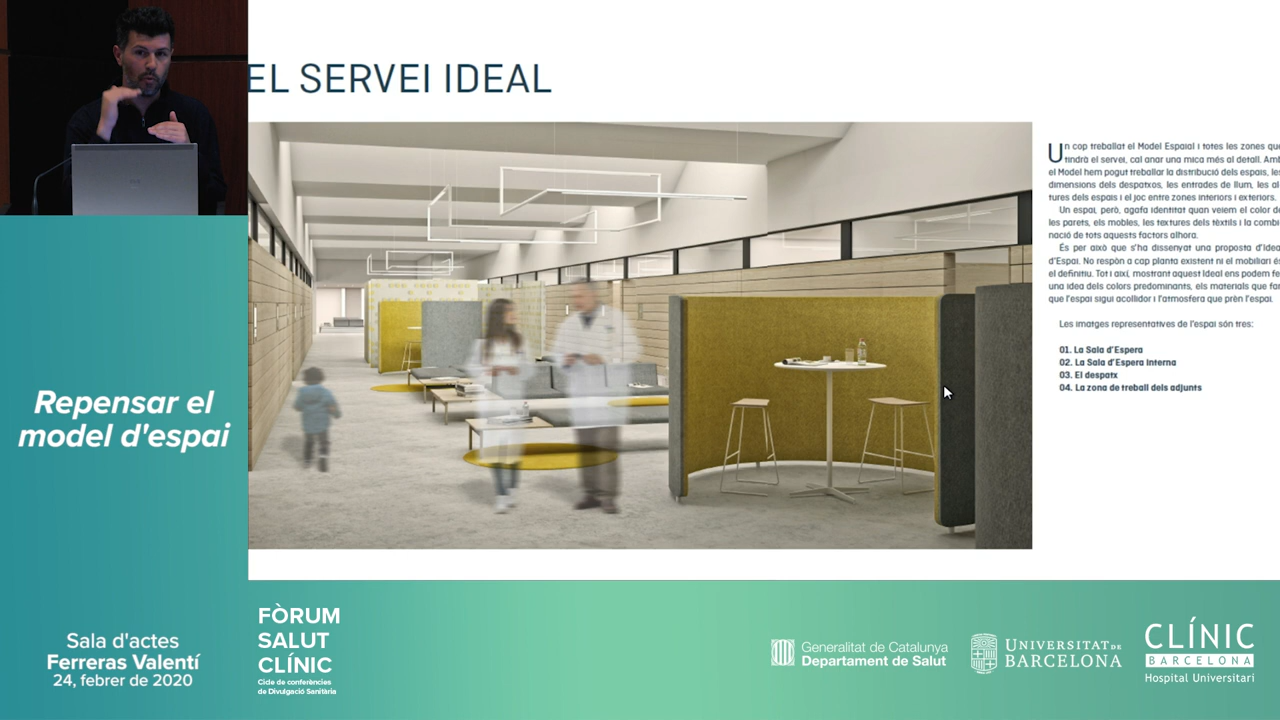 EL SERVEI IDEAL
Un cop treballat el Model Espaial i totes les zones que
tindrà el servei, cal anar una mica més al detall. Amb
el Model hem pogut treballar la distribució dels espais, les
dimensions dels despatxos, les entrades de llum, les al-
tures dels espais i el joc entre zones interiors i exteriors.
Un espai, però, agafa identitat quan veiem el color de
les parets, els mobles, les textures dels tèxtils i la combi-
nació de tots aquests factors alhora.
És per això que s'ha dissenyat una proposta d'Idea
d'Espai. No respòn a cap planta existent ni el mobiliari és
el definitiu. Tot i així, mostrant aquest Ideal ens podem fe
una idea dels colors predominants, els materials que fan
que l'espai sigui acollidor i l'atmosfera que prèn l'espai.
Les imatges representatives de l'espai són tres:
01. La Sala d'Espera
02. La Sala d'Espera Interna
03. El despatx
04. La zona de treball dels adjunts
Repensar el
model d'espai
Sala d'actes
Ferreras Valentí
24, febrer de 2020
FÒRUM
SALUT
CLÍNIC
Cicle de conferències
de Divulgació Sanitària
Generalitat de Catalunya
Departament de Salut
UNIVERSITAT DE
BARCELONA
CLÍNIC
BARCELONA
Hospital Universitari